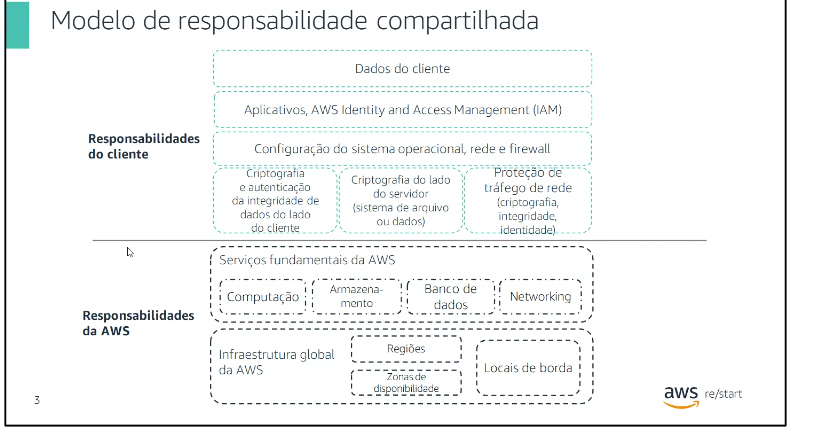 Modelo de responsabilidade compartilhada
Dados do cliente
Aplicativos, AWS Identity and Access Management (IAM)
Responsabilidades
do cliente
Configuração do sistema operacional, rede e firewall
Criptografia
e autenticação
da integridade de
dados do lado
do cliente
Criptografia do lado
do servidor
(sistema de arquivo
ou dados)
Proteção de
tráfego de rede
(criptografia,
integridade,
identidade)
Serviços fundamentais da AWS
Computação
Armazena-
mento
Banco de
dados
Networking
Responsabilidades
da AWS
Infraestrutura global
da AWS
Regiões
Zonas de
disponibilidade
Locais de borda
3
aws re/start